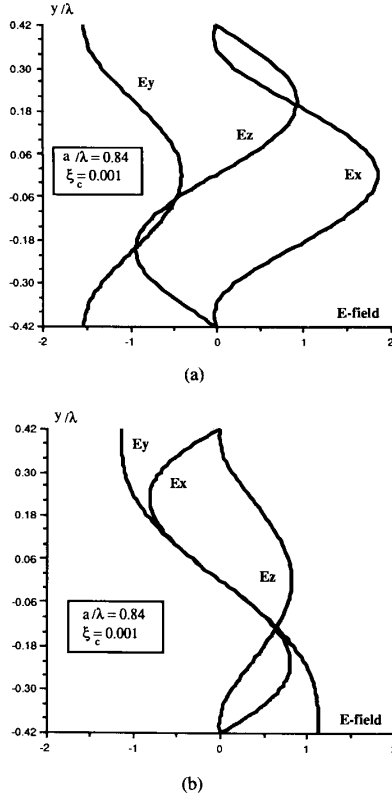 y/λ
0.42
0.30
0.18
0.06
-0.06
-0.18
-0.30
-0.42
Ey
Ez
Ex
a/λ = 0.84
ξc = 0.001
E-field
-2 -1 0 1 2
(a)
y/λ
0.42
0.30
0.18
0.06
-0.06
-0.18
-0.30
-0.42
Ey
Ex
Ez
a/λ = 0.84
ξc = 0.001
E-field
-2 -1 0 1 2
(b)